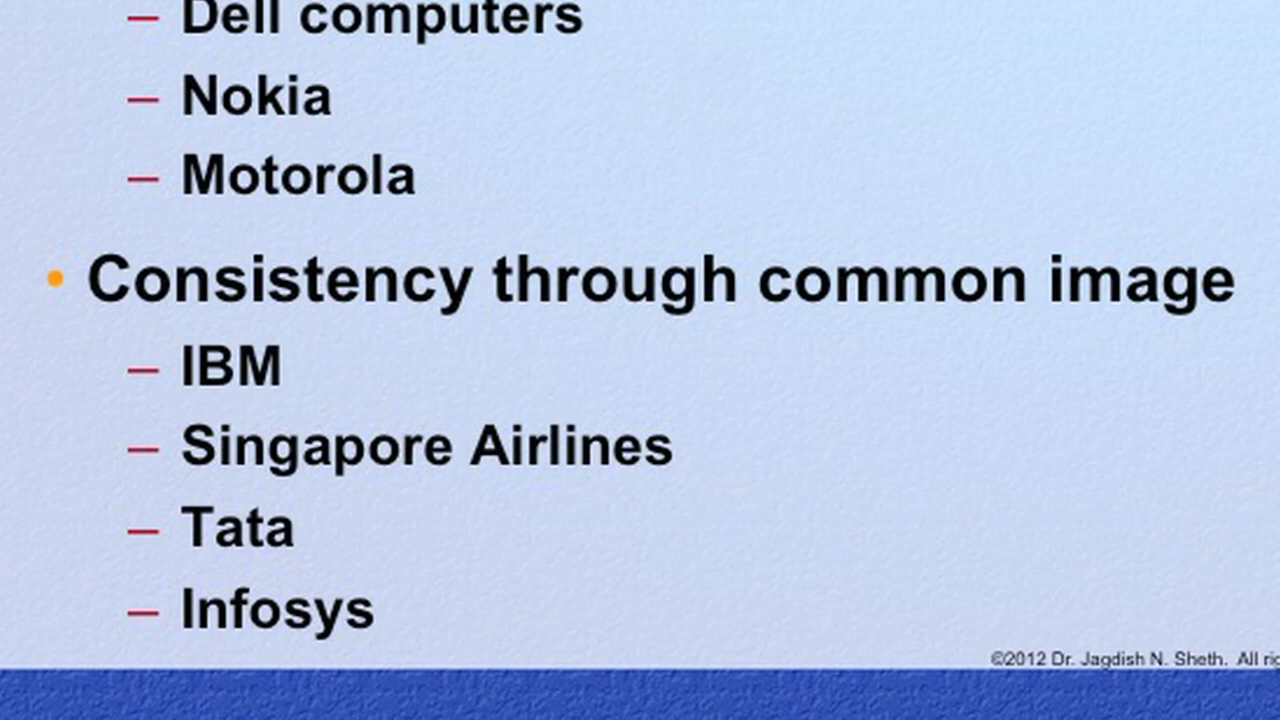 – Dell computers
– Nokia
– Motorola
• Consistency through common image
– IBM
– Singapore Airlines
– Tata
– Infosys
©2012 Dr. Jagdish N. Sheth. All